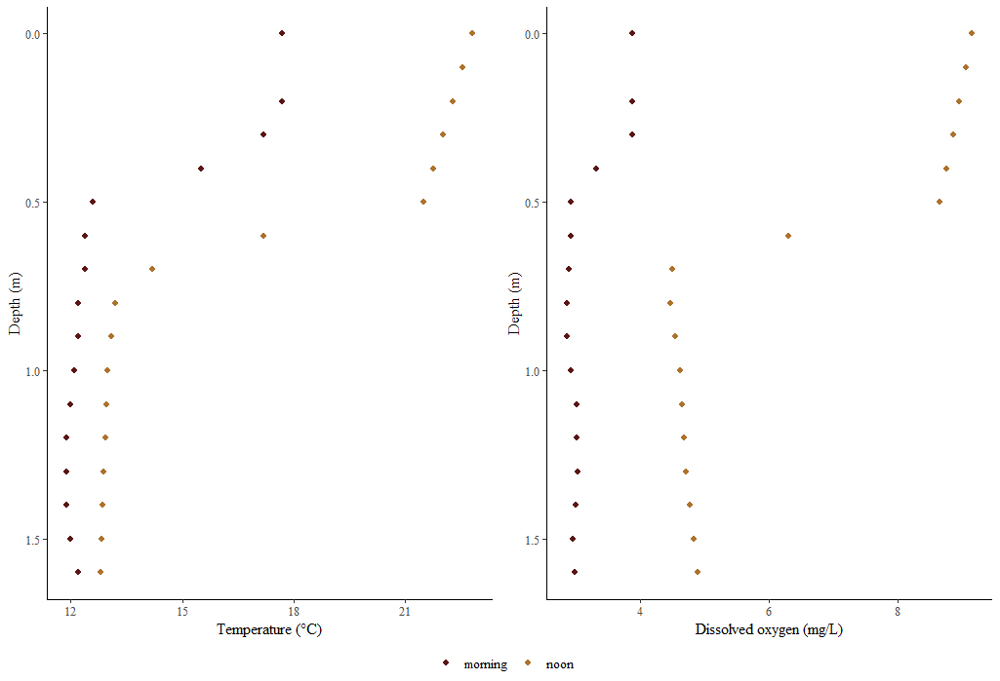 0.0
0.5
1.0
1.5
Depth (m)
12 15 18 21
Temperature (°C)
0.0
0.5
1.0
1.5
Depth (m)
4 6 8
Dissolved oxygen (mg/L)
morning noon